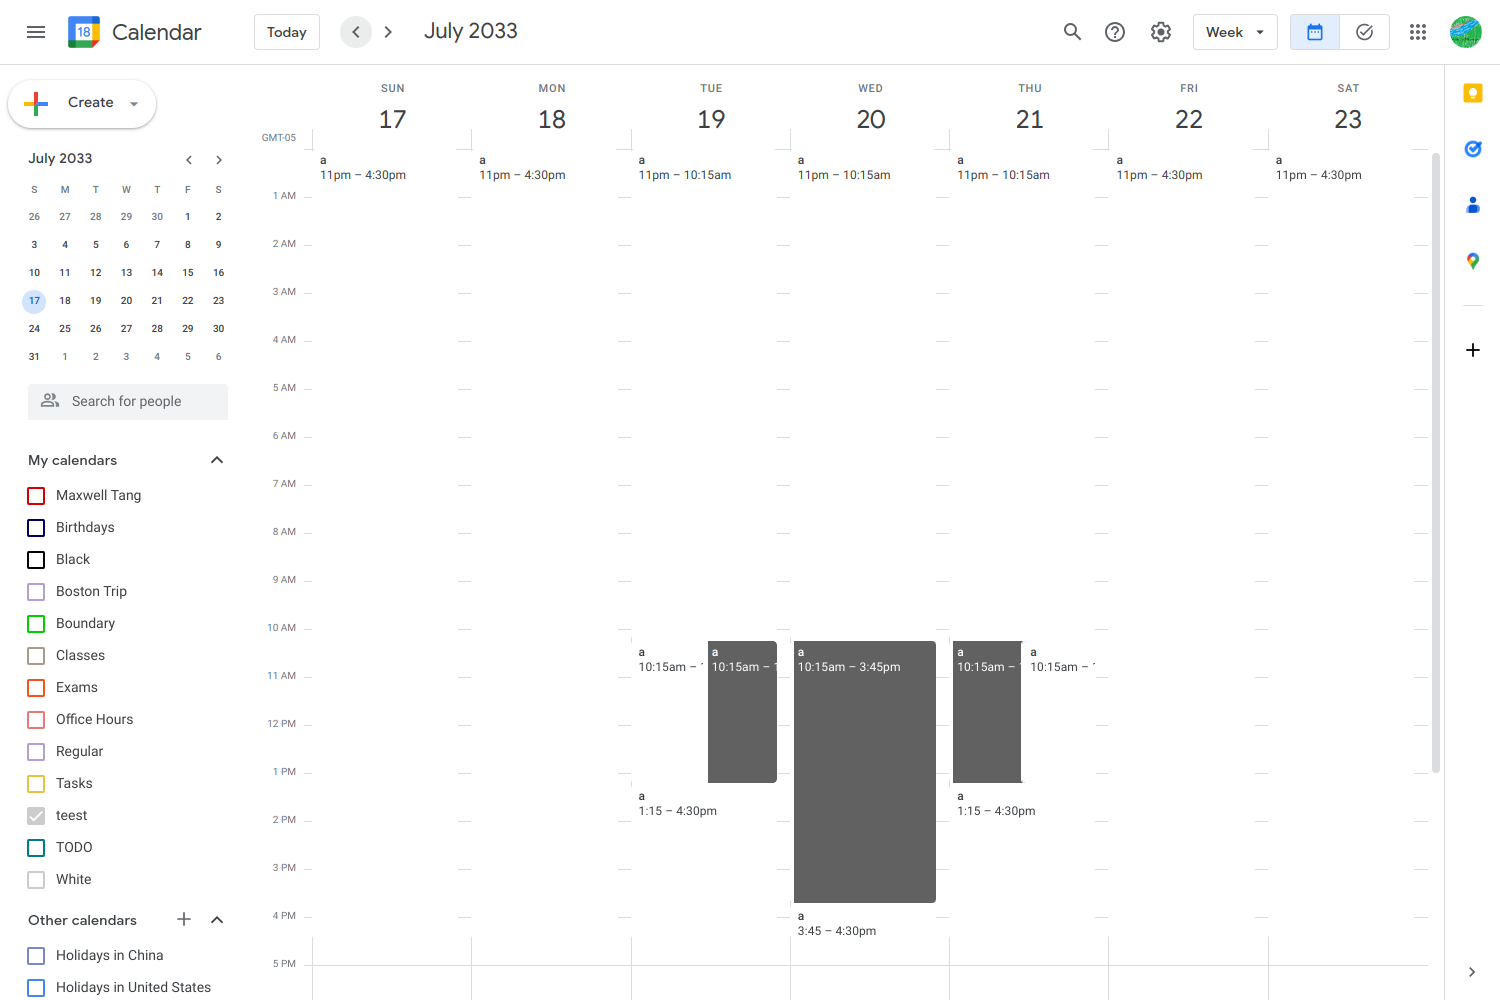 18 Calendar Today July 2033 Week
Create
SUN MON TUE WED THU FRI SAT
17 18 19 20 21 22 23
GMT-05
July 2033
S M T W T F S
26 27 28 29 30 1 2
3 4 5 6 7 8 9
10 11 12 13 14 15 16
17 18 19 20 21 22 23
24 25 26 27 28 29 30
31 1 2 3 4 5 6
Search for people
My calendars
Maxwell Tang
Birthdays
Black
Boston Trip
Boundary
Classes
Exams
Office Hours
Regular
Tasks
teest
TODO
White
Other calendars
Holidays in China
Holidays in United States
1 AM
2 AM
3 AM
4 AM
5 AM
6 AM
7 AM
8 AM
9 AM
10 AM
11 AM
12 PM
1 PM
2 PM
3 PM
4 PM
5 PM
a
11pm – 4:30pm
a
11pm – 4:30pm
a
11pm – 10:15am
a
10:15am –
a
10:15am –
a
1:15 – 4:30pm
a
11pm – 10:15am
a
10:15am – 3:45pm
a
3:45 – 4:30pm
a
11pm – 10:15am
a
10:15am –
a
10:15am –
a
1:15 – 4:30pm
a
11pm – 4:30pm
a
11pm – 4:30pm